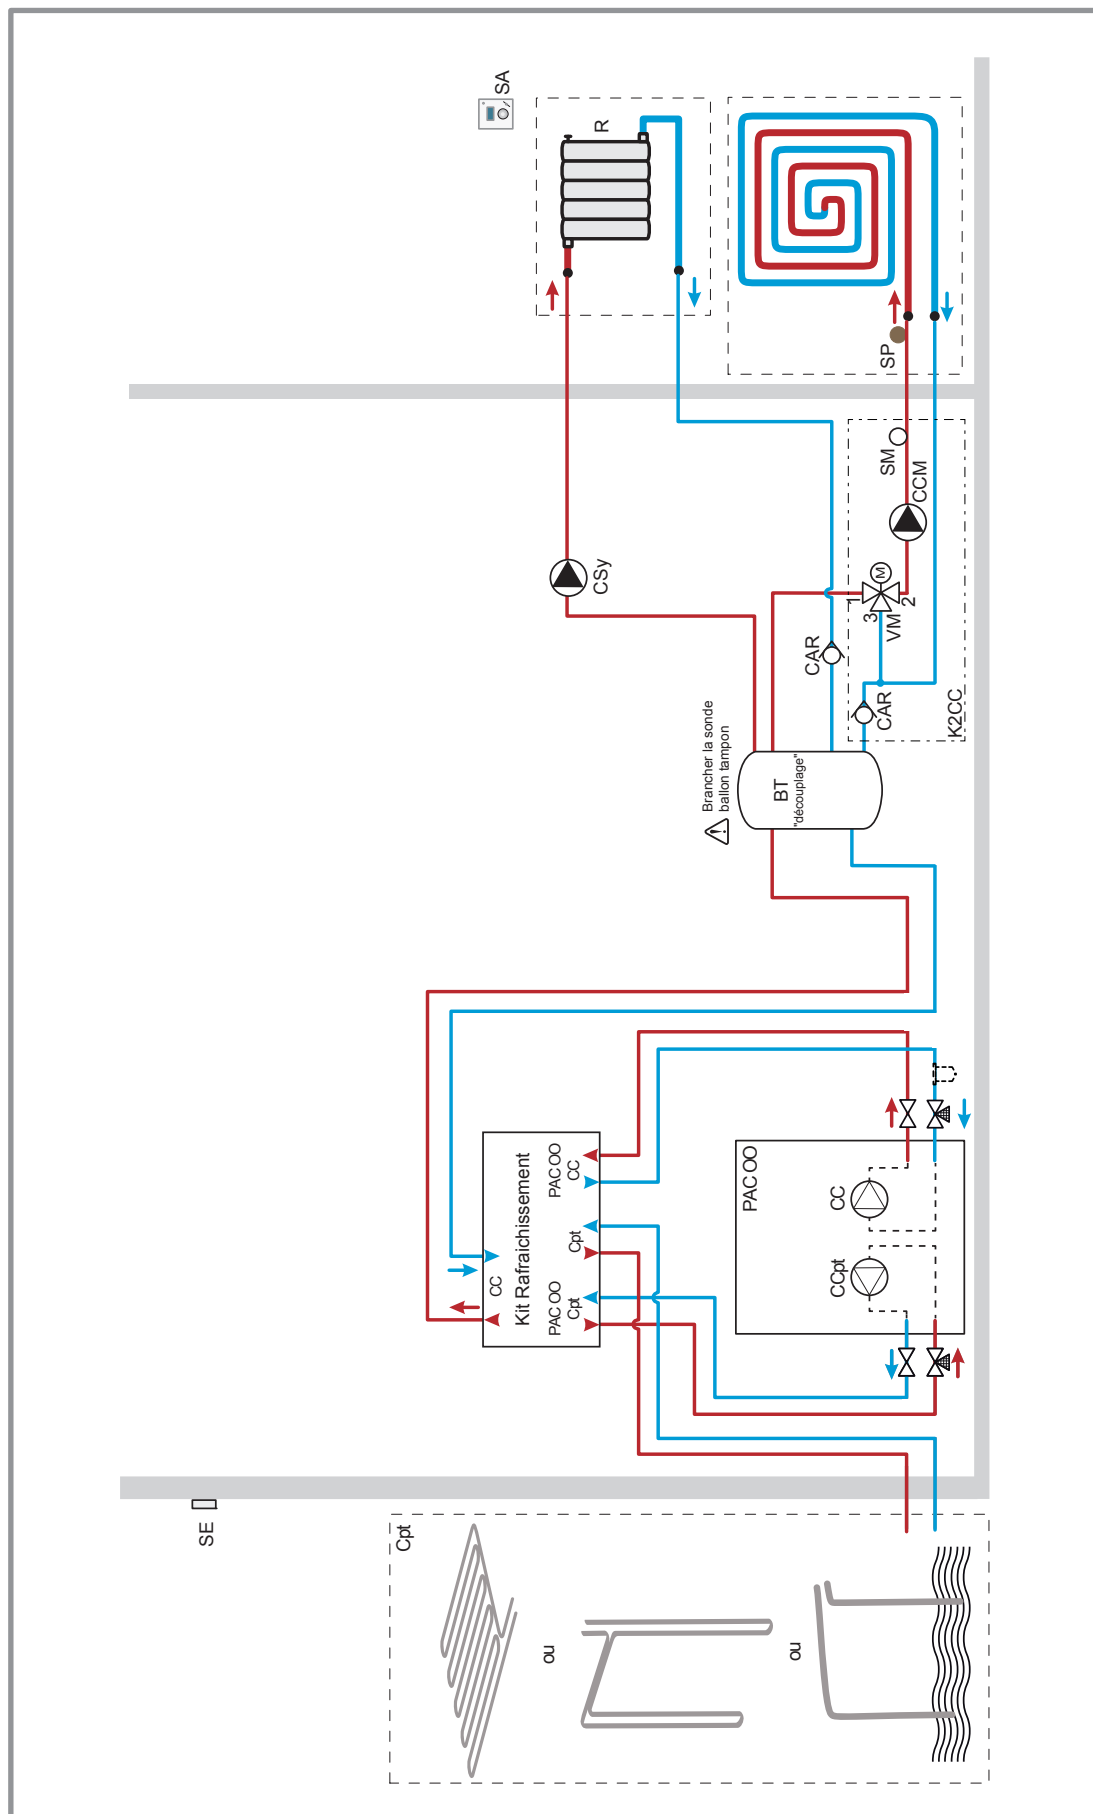 SE
Cpt
ou
ou
CC
Kit Rafraichissement
PAC OO
Cpt
Cpt
PAC OO
CC
PAC OO
CCpt
CC
Brancher la sonde
ballon tampon
BT
"découplage"
CSy
CAR
CAR
K2CC
1
3
2
VM
M
CCM
SM
SP
R
SA